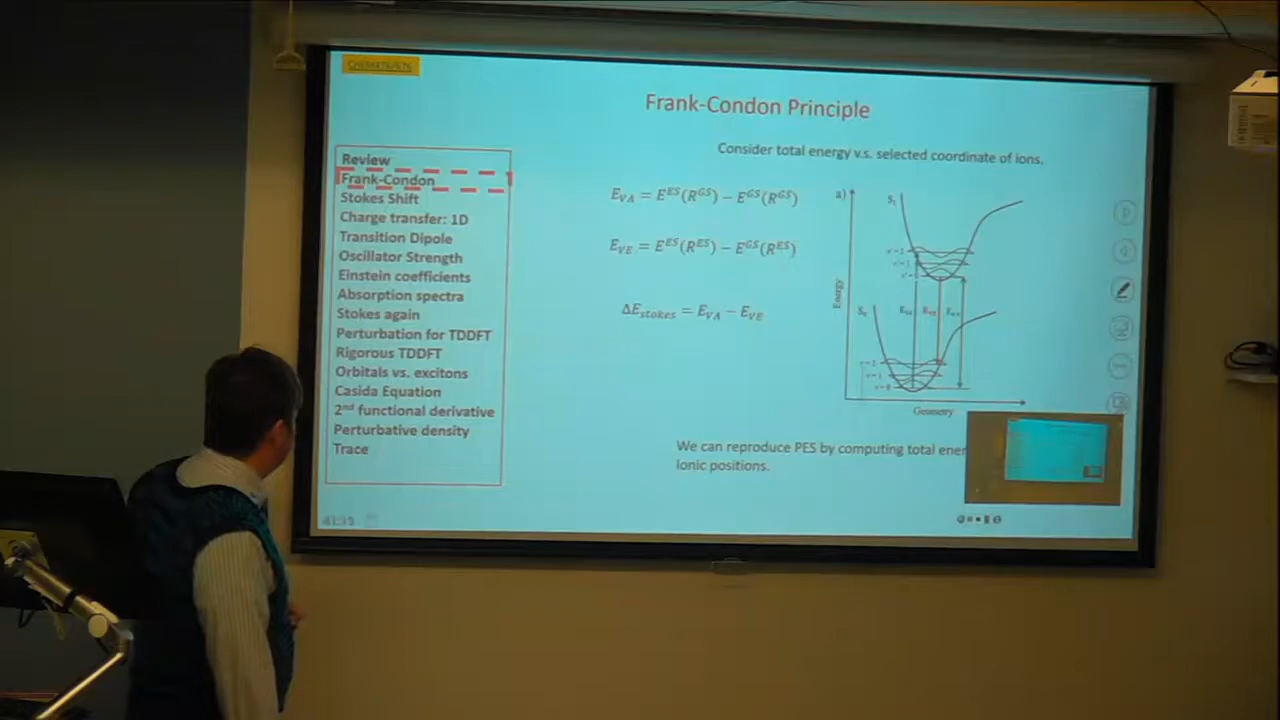 Frank-Condon Principle
Consider total energy v.s. selected coordinate of ions.
Review
Frank-Condon
Stokes Shift
Charge transfer: 1D
Transition Dipole
Oscillator Strength
Einstein coefficients
Absorption spectra
Stokes again
Perturbation for TDDFT
Rigorous TDDFT
Orbitals vs. excitons
Casida Equation
2nd functional derivative
Perturbative density
Trace
E_VA = E^ES(R^GS) − E^GS(R^GS)
E_VE = E^ES(R^ES) − E^GS(R^ES)
ΔE_stokes = E_VA − E_VE
a)
Energy
Geometry
We can reproduce PES by computing total ener
Ionic positions.